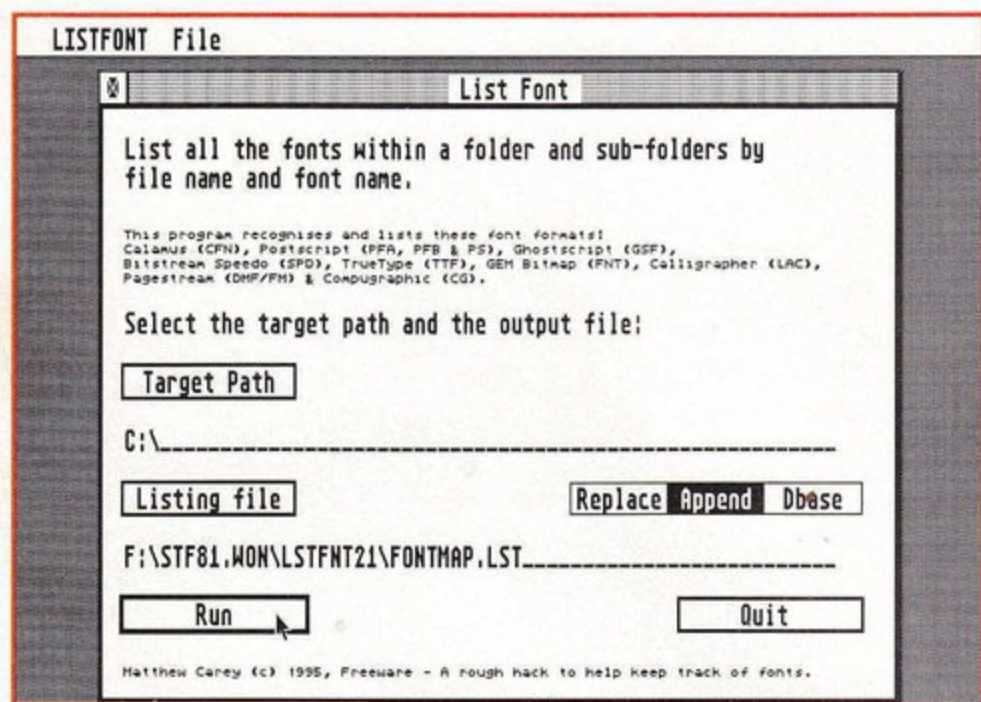 LISTFONT File
List Font
List all the fonts within a folder and sub-folders by
file name and font name.
This program recognises and lists these font formats:
Calamus (CFN), Postscript (PFA, PFB & PS), Ghostscript (GSF),
Bitstream Speedo (SPD), TrueType (TTF), GEM Bitmap (FNT), Calligrapher (LAC),
Pagestream (DMF/FM) & Compugraphic (CG).
Select the target path and the output file:
Target Path
C:\
Listing file Replace Append Dbase
F:\STF81.WON\LSTFNT21\FONTMAP.LST
Run Quit
Matthew Carey (c) 1995, Freeware - A rough hack to help keep track of fonts.